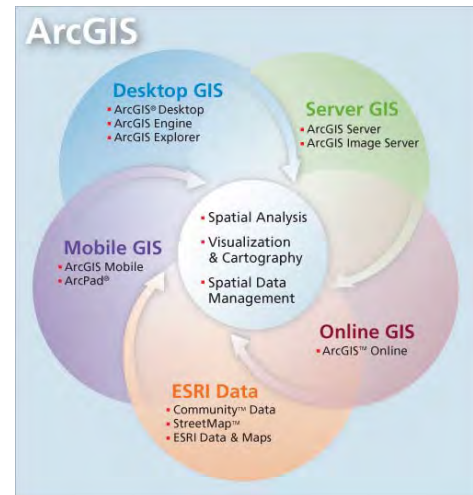 ArcGIS
Desktop GIS
▪ ArcGIS® Desktop
▪ ArcGIS Engine
▪ ArcGIS Explorer
Server GIS
▪ ArcGIS Server
▪ ArcGIS Image Server
▪ Spatial Analysis
▪ Visualization
& Cartography
▪ Spatial Data
Management
Mobile GIS
▪ ArcGIS Mobile
▪ ArcPad®
Online GIS
▪ ArcGIS™ Online
ESRI Data
▪ Community™ Data
▪ StreetMap™
▪ ESRI Data & Maps